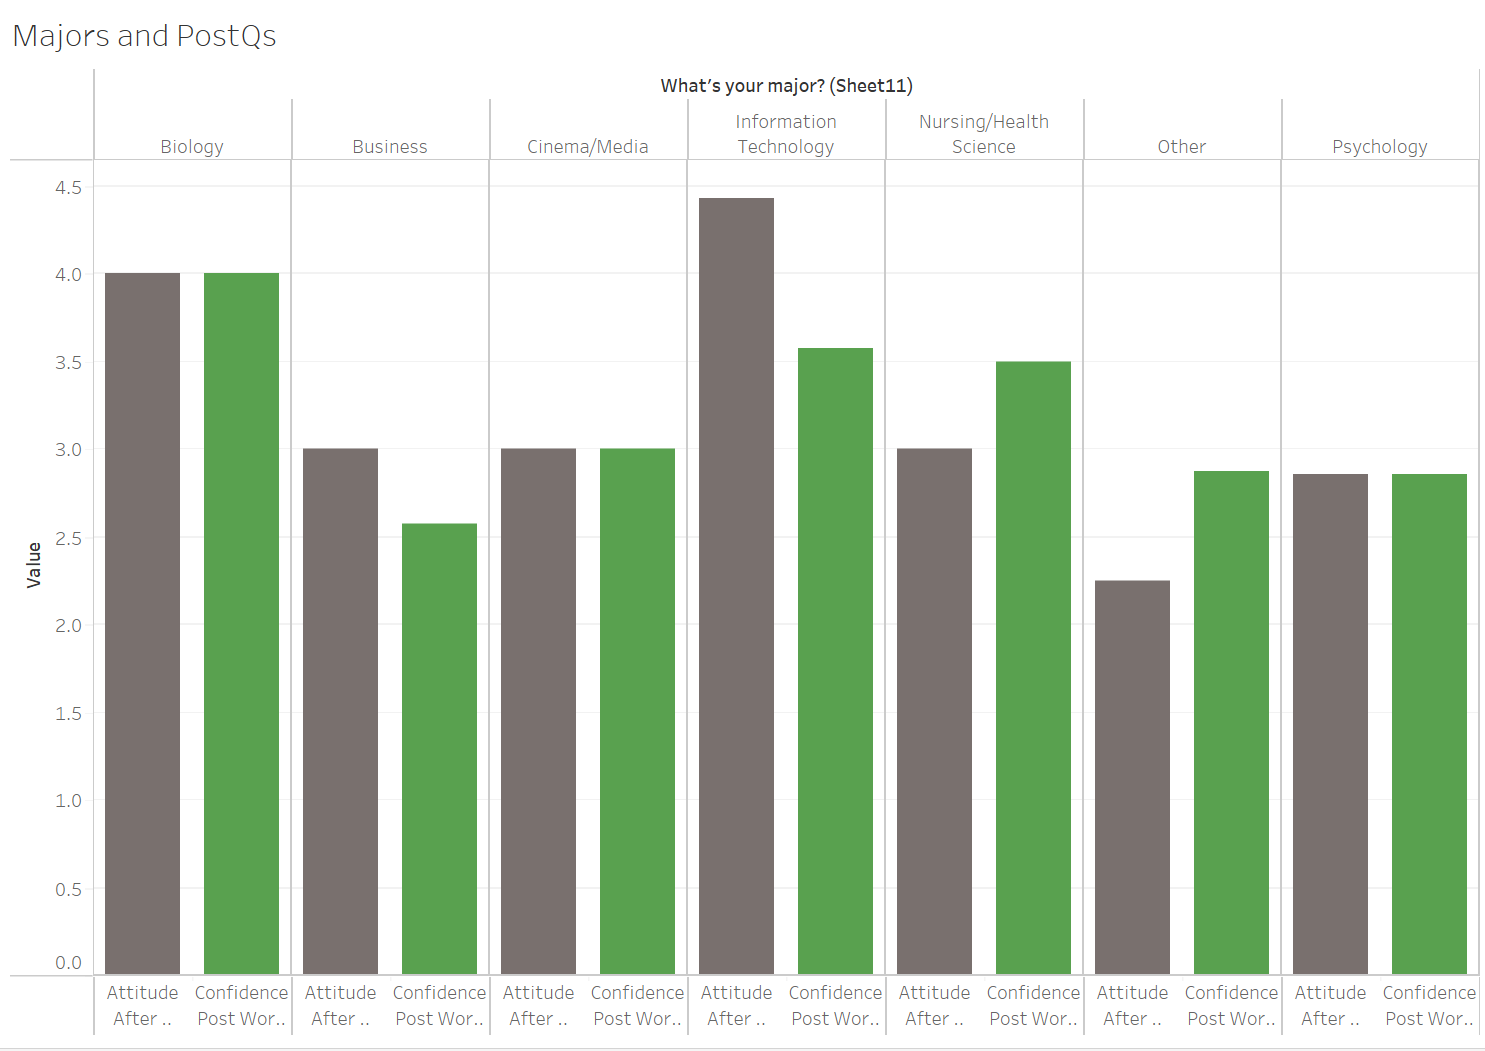 Majors and PostQs
What's your major? (Sheet11)
Biology
Business
Cinema/Media
Information
Technology
Nursing/Health
Science
Other
Psychology
4.5
4.0
3.5
3.0
2.5
2.0
1.5
1.0
0.5
0.0
Value
Attitude
After ..
Confidence
Post Wor..
Attitude
After ..
Confidence
Post Wor..
Attitude
After ..
Confidence
Post Wor..
Attitude
After ..
Confidence
Post Wor..
Attitude
After ..
Confidence
Post Wor..
Attitude
After ..
Confidence
Post Wor..
Attitude
After ..
Confidence
Post Wor..